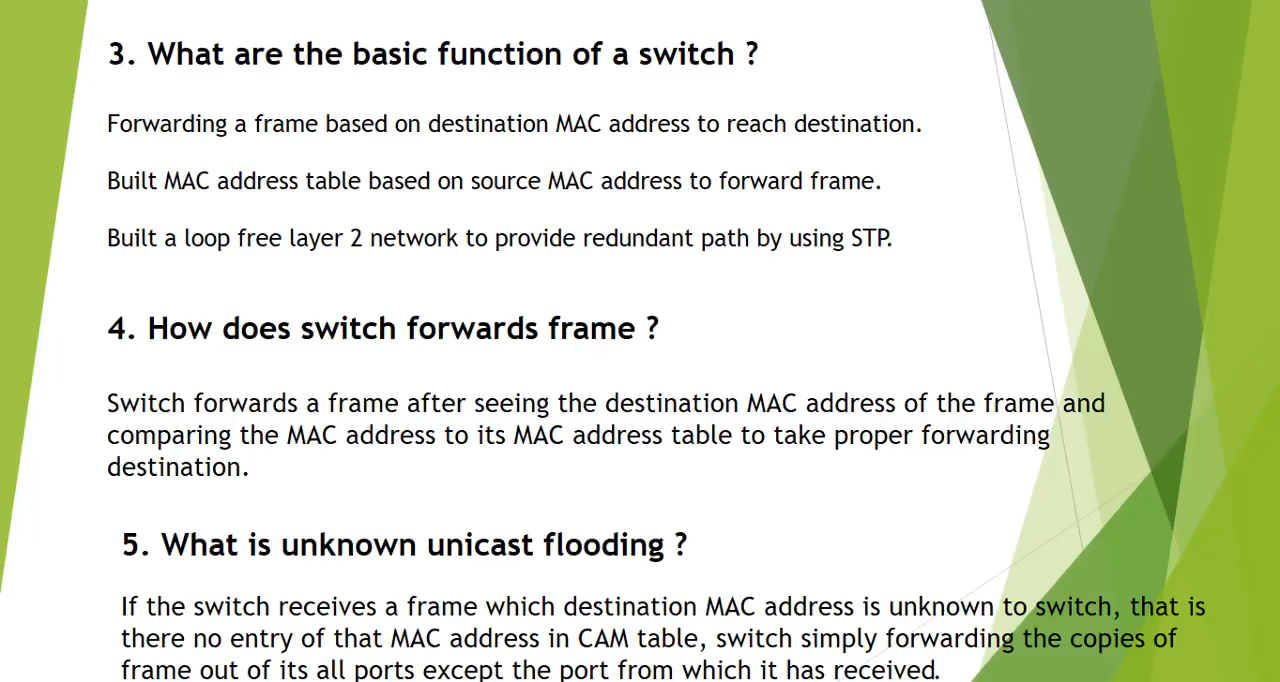 3. What are the basic function of a switch ?
Forwarding a frame based on destination MAC address to reach destination.
Built MAC address table based on source MAC address to forward frame.
Built a loop free layer 2 network to provide redundant path by using STP.
4. How does switch forwards frame ?
Switch forwards a frame after seeing the destination MAC address of the frame and
comparing the MAC address to its MAC address table to take proper forwarding
destination.
5. What is unknown unicast flooding ?
If the switch receives a frame which destination MAC address is unknown to switch, that is
there no entry of that MAC address in CAM table, switch simply forwarding the copies of
frame out of its all ports except the port from which it has received.